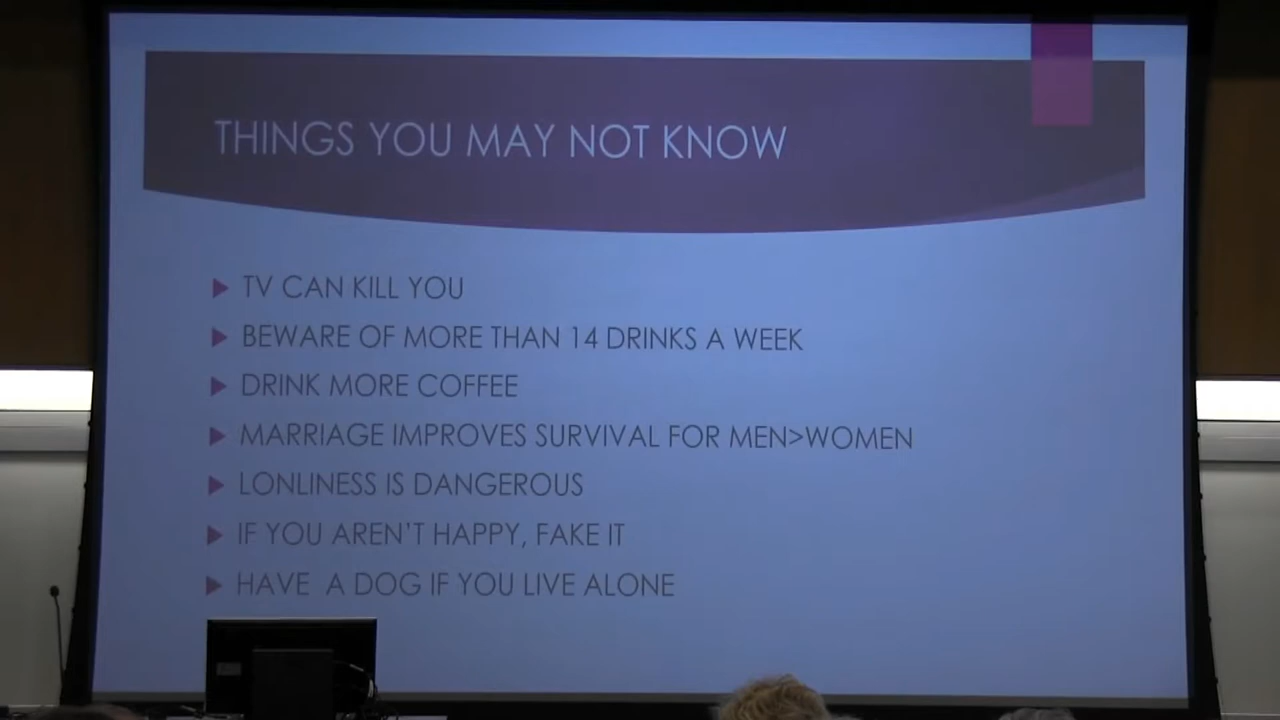 THINGS YOU MAY NOT KNOW
TV CAN KILL YOU
BEWARE OF MORE THAN 14 DRINKS A WEEK
DRINK MORE COFFEE
MARRIAGE IMPROVES SURVIVAL FOR MEN>WOMEN
LONLINESS IS DANGEROUS
IF YOU AREN'T HAPPY, FAKE IT
HAVE A DOG IF YOU LIVE ALONE